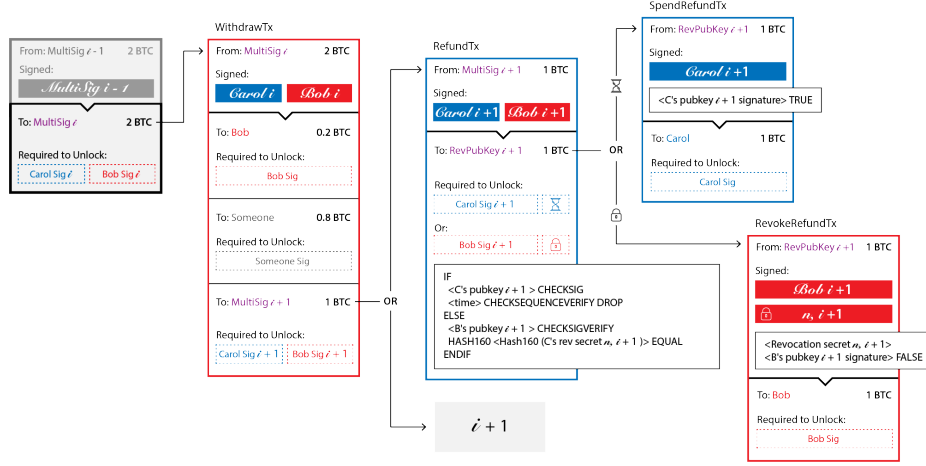 From: MultiSig i - 1 2 BTC
Signed:
MultiSig i - 1
To: MultiSig i 2 BTC
Required to Unlock:
Carol Sig i Bob Sig i
WithdrawTx
From: MultiSig i 2 BTC
Signed:
Carol i Bob i
To: Bob 0.2 BTC
Required to Unlock:
Bob Sig
To: Someone 0.8 BTC
Required to Unlock:
Someone Sig
To: MultiSig i + 1 1 BTC
Required to Unlock:
Carol Sig i + 1 Bob Sig i + 1
OR
RefundTx
From: MultiSig i + 1 1 BTC
Signed:
Carol i +1 Bob i +1
To: RevPubKey i + 1 1 BTC
Required to Unlock:
Carol Sig i + 1
Or:
Bob Sig i + 1
IF
<C's pubkey i + 1 > CHECKSIG
<time> CHECKSEQUENCEVERIFY DROP
ELSE
<B's pubkey i + 1 > CHECKSIGVERIFY
HASH160 <Hash160 (C's rev secret n, i + 1 )> EQUAL
ENDIF
i + 1
OR
SpendRefundTx
From: RevPubKey i +1 1 BTC
Signed:
Carol i +1
<C's pubkey i + 1 signature> TRUE
To: Carol 1 BTC
Required to Unlock:
Carol Sig
RevokeRefundTx
From: RevPubKey i +1 1 BTC
Signed:
Bob i +1
n, i +1
<Revocation secret n, i + 1>
<B's pubkey i + 1 signature> FALSE
To: Bob 1 BTC
Required to Unlock:
Bob Sig